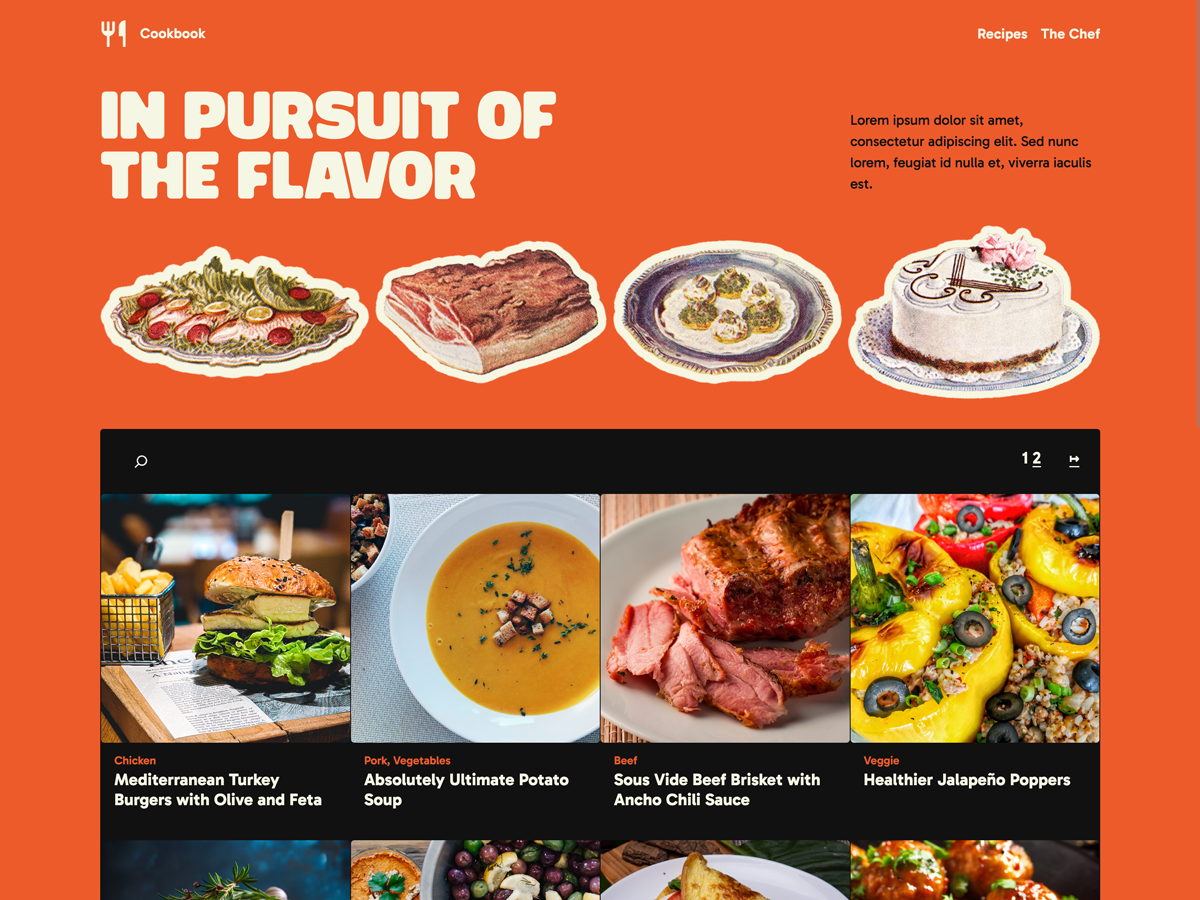 Cookbook
Recipes The Chef
IN PURSUIT OF
THE FLAVOR
Lorem ipsum dolor sit amet,
consectetur adipiscing elit. Sed nunc
lorem, feugiat id nulla et, viverra iaculis
est.
1 2 ↦
Chicken
Mediterranean Turkey
Burgers with Olive and Feta
Pork, Vegetables
Absolutely Ultimate Potato
Soup
Beef
Sous Vide Beef Brisket with
Ancho Chili Sauce
Veggie
Healthier Jalapeño Poppers